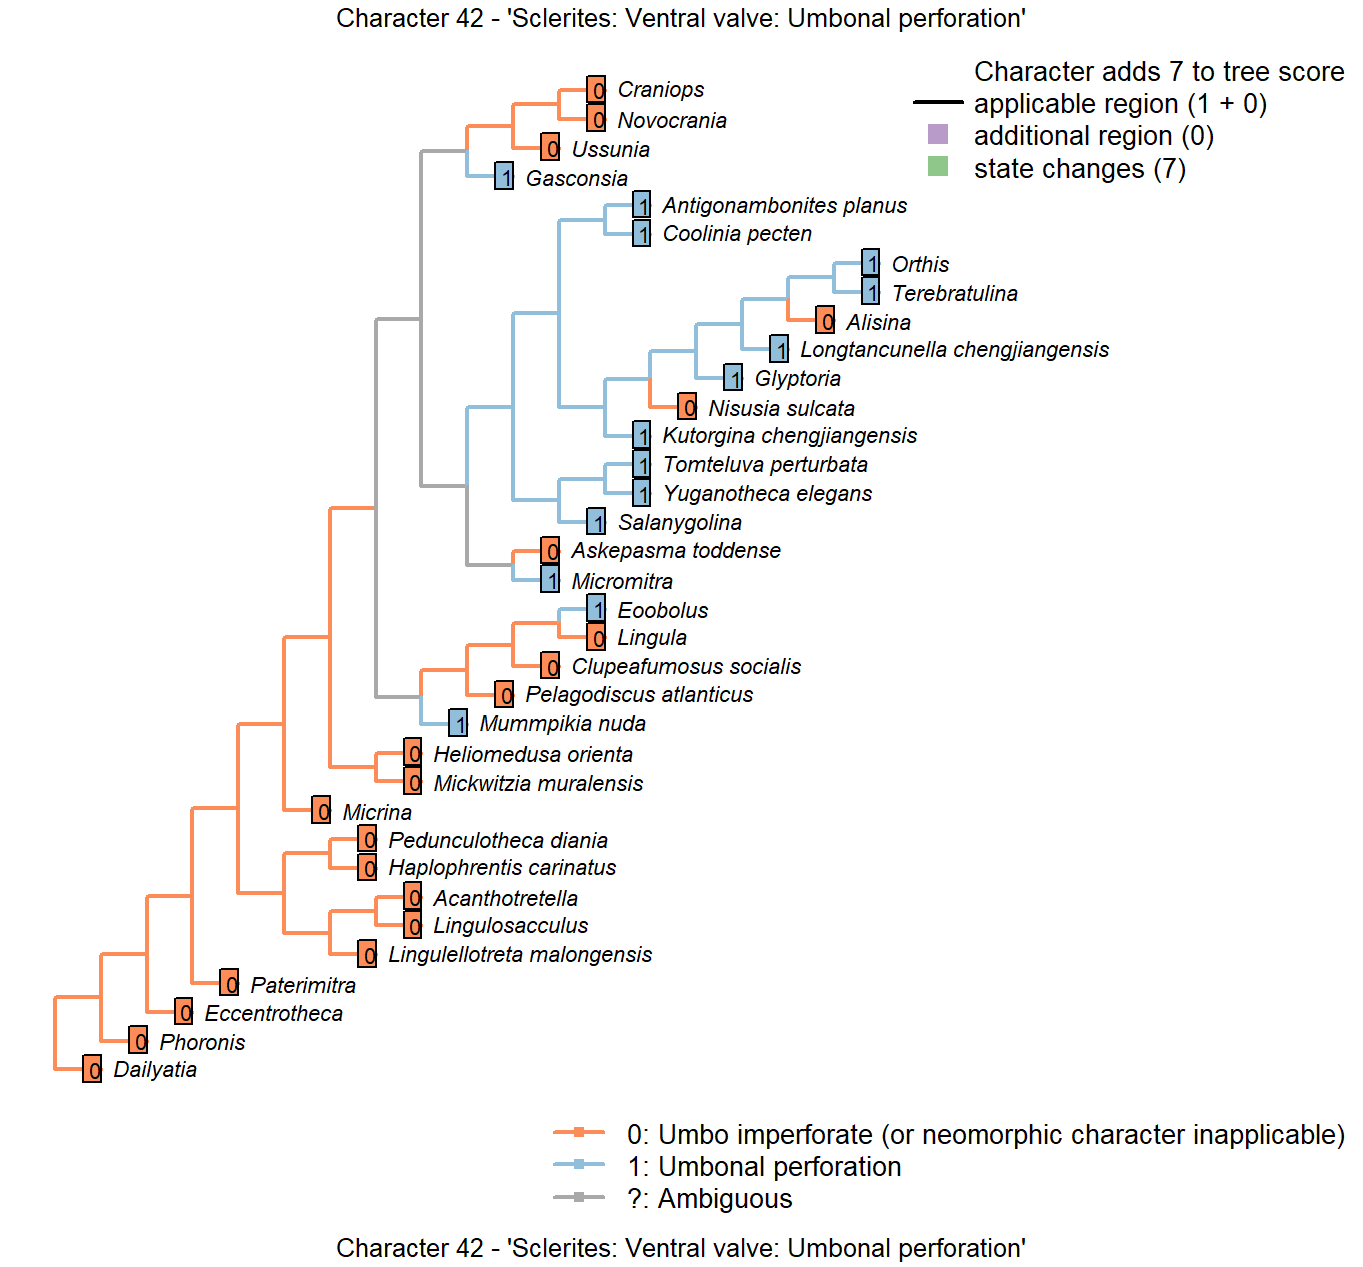 Character 42 - 'Sclerites: Ventral valve: Umbonal perforation'
Character adds 7 to tree score
applicable region (1 + 0)
additional region (0)
state changes (7)
0 Craniops
0 Novocrania
0 Ussunia
1 Gasconsia
1 Antigonambonites planus
1 Coolinia pecten
1 Orthis
1 Terebratulina
0 Alisina
1 Longtancunella chengjiangensis
1 Glyptoria
0 Nisusia sulcata
1 Kutorgina chengjiangensis
1 Tomteluva perturbata
1 Yuganotheca elegans
1 Salanygolina
0 Askepasma toddense
1 Micromitra
1 Eoobolus
0 Lingula
0 Clupeafumosus socialis
0 Pelagodiscus atlanticus
1 Mummpikia nuda
0 Heliomedusa orienta
0 Mickwitzia muralensis
0 Micrina
0 Pedunculotheca diania
0 Haplophrentis carinatus
0 Acanthotretella
0 Lingulosacculus
0 Lingulellotreta malongensis
0 Paterimitra
0 Eccentrotheca
0 Phoronis
0 Dailyatia
0: Umbo imperforate (or neomorphic character inapplicable)
1: Umbonal perforation
?: Ambiguous
Character 42 - 'Sclerites: Ventral valve: Umbonal perforation'